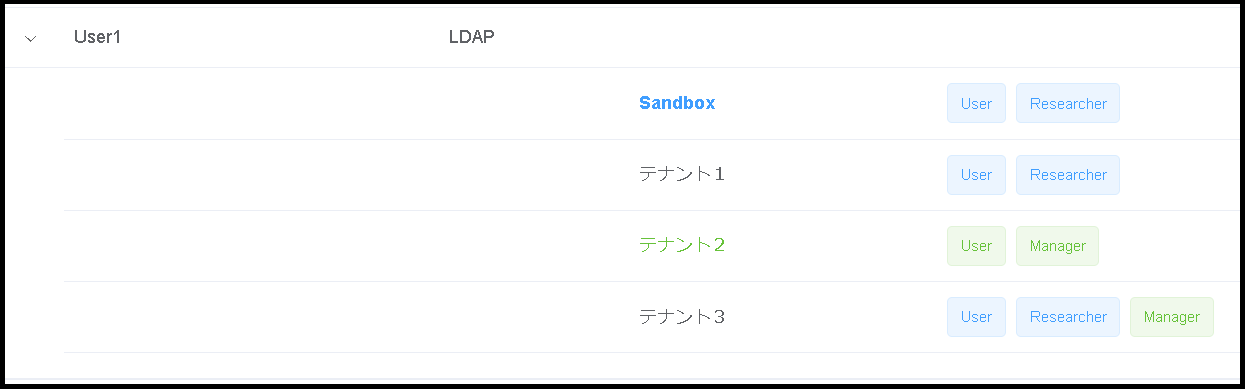 User1 LDAP
Sandbox User Researcher
テナント１ User Researcher
テナント２ User Manager
テナント３ User Researcher Manager